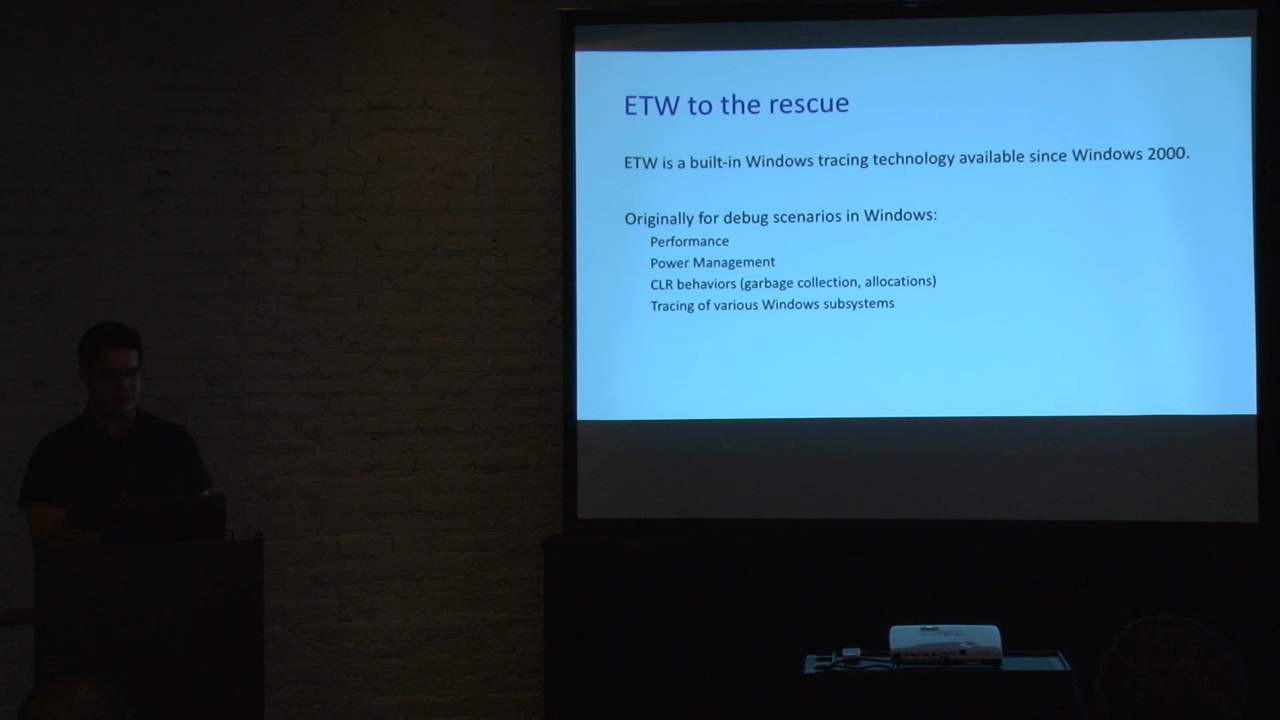 ETW to the rescue
ETW is a built-in Windows tracing technology available since Windows 2000.
Originally for debug scenarios in Windows:
Performance
Power Management
CLR behaviors (garbage collection, allocations)
Tracing of various Windows subsystems